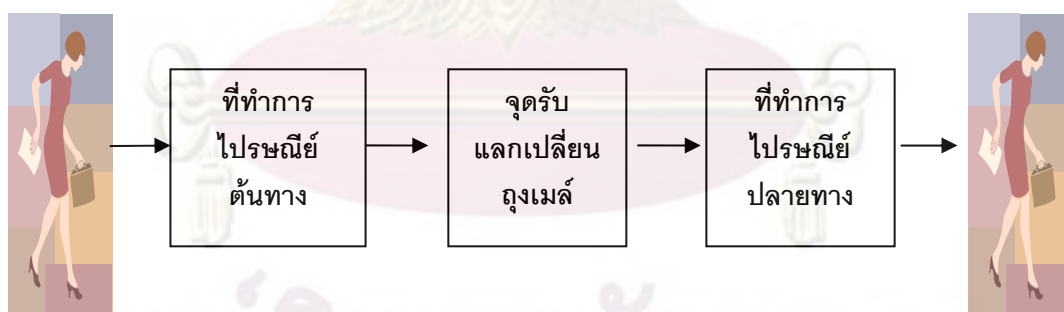 ที่ทำการ
ไปรษณีย์
ต้นทาง
จุดรับ
แลกเปลี่ยน
ถุงเมล์
ที่ทำการ
ไปรษณีย์
ปลายทาง